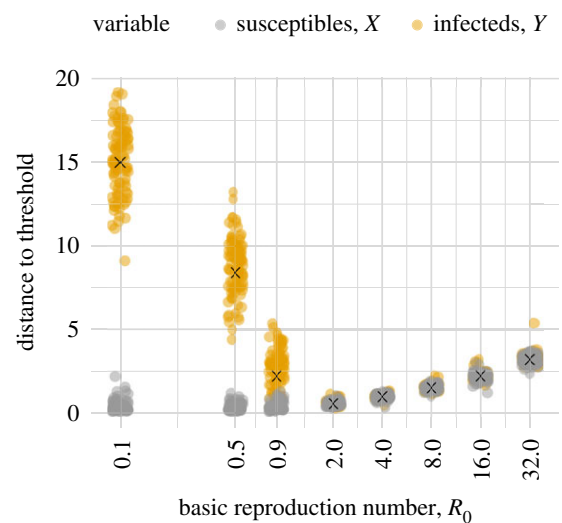 variable susceptibles, X infecteds, Y
20
15
10
5
0
distance to threshold
0.1 0.5 0.9 2.0 4.0 8.0 16.0 32.0
basic reproduction number, R0